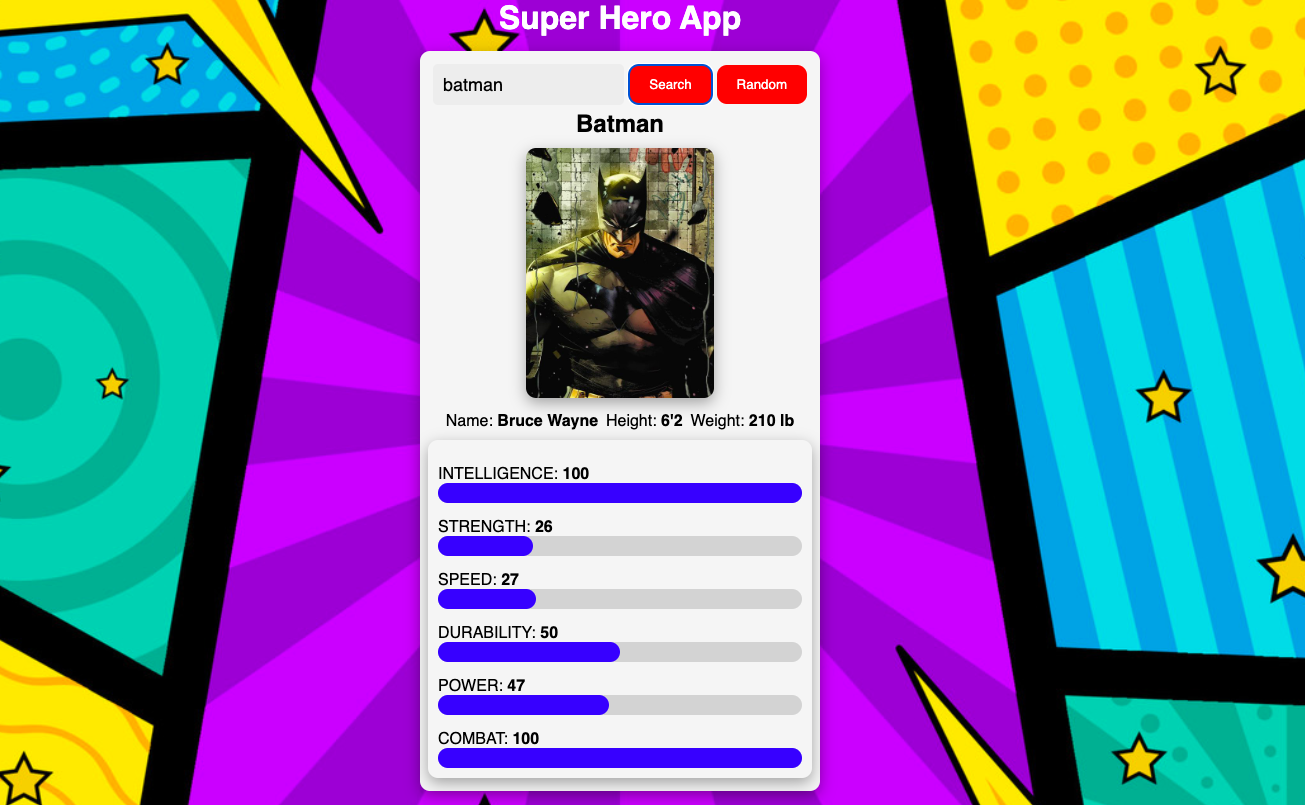 Super Hero App
batman Search Random
Batman
Name: Bruce Wayne Height: 6'2 Weight: 210 lb
INTELLIGENCE: 100
STRENGTH: 26
SPEED: 27
DURABILITY: 50
POWER: 47
COMBAT: 100